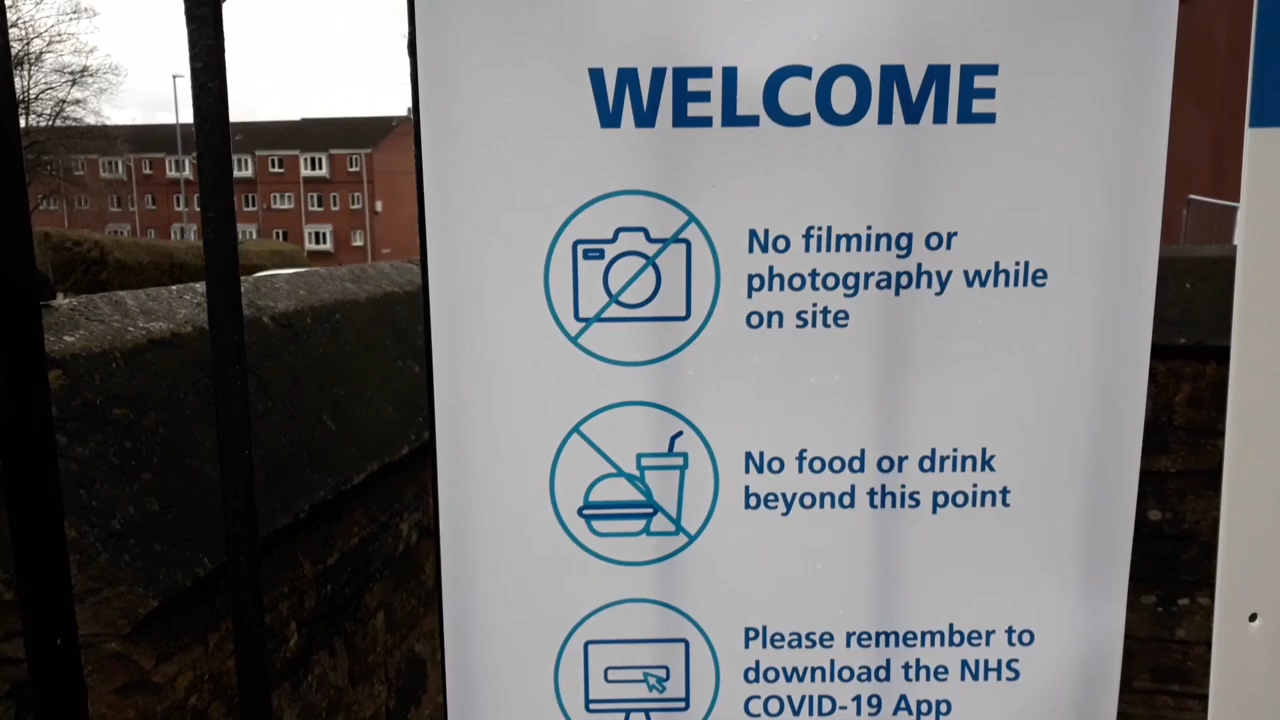 WELCOME
No filming or
photography while
on site
No food or drink
beyond this point
Please remember to
download the NHS
COVID-19 App